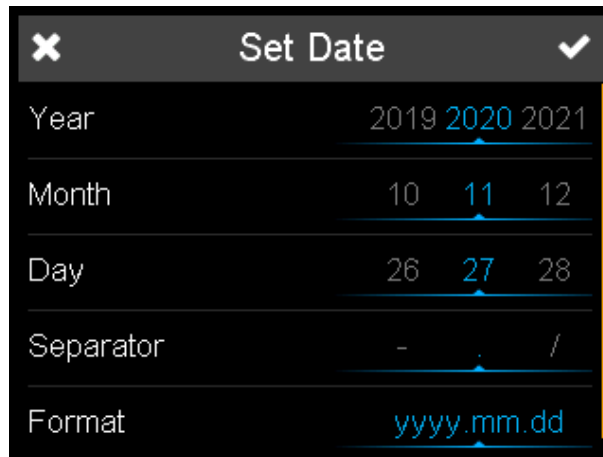 Set Date
Year 2019 2020 2021
Month 10 11 12
Day 26 27 28
Separator - . /
Format yyyy.mm.dd